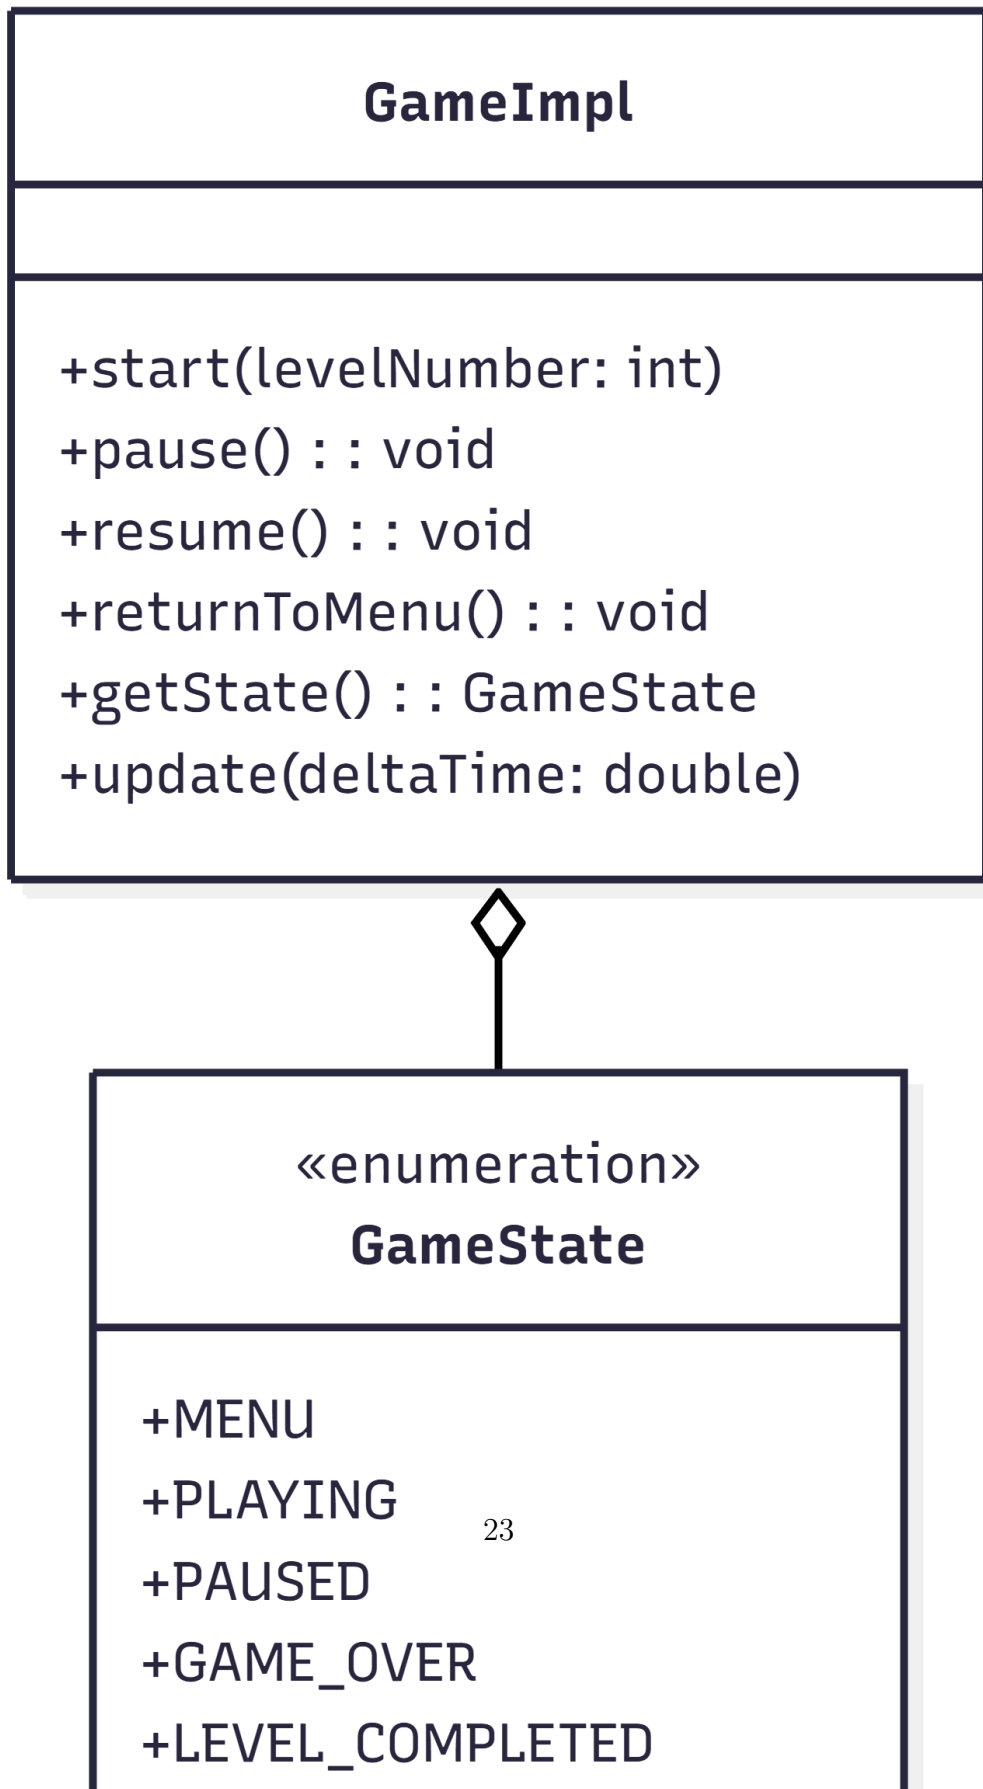 GameImpl
+start(levelNumber: int)
+pause() : : void
+resume() : : void
+returnToMenu() : : void
+getState() : : GameState
+update(deltaTime: double)
«enumeration»
GameState
+MENU
+PLAYING
23
+PAUSED
+GAME_OVER
+LEVEL_COMPLETED